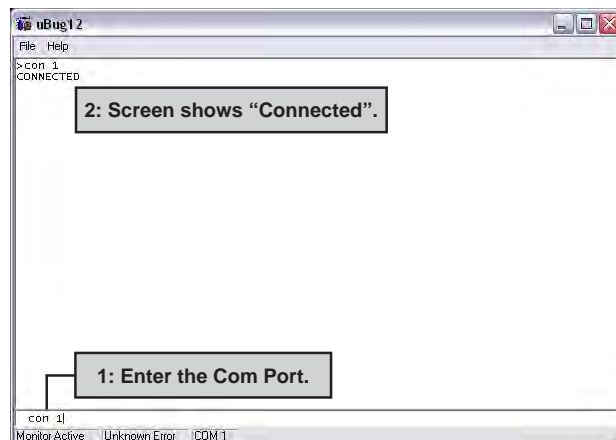 uBug12
File Help
>con 1
CONNECTED
2: Screen shows “Connected”.
1: Enter the Com Port.
con 1
Monitor Active Unknown Error COM 1